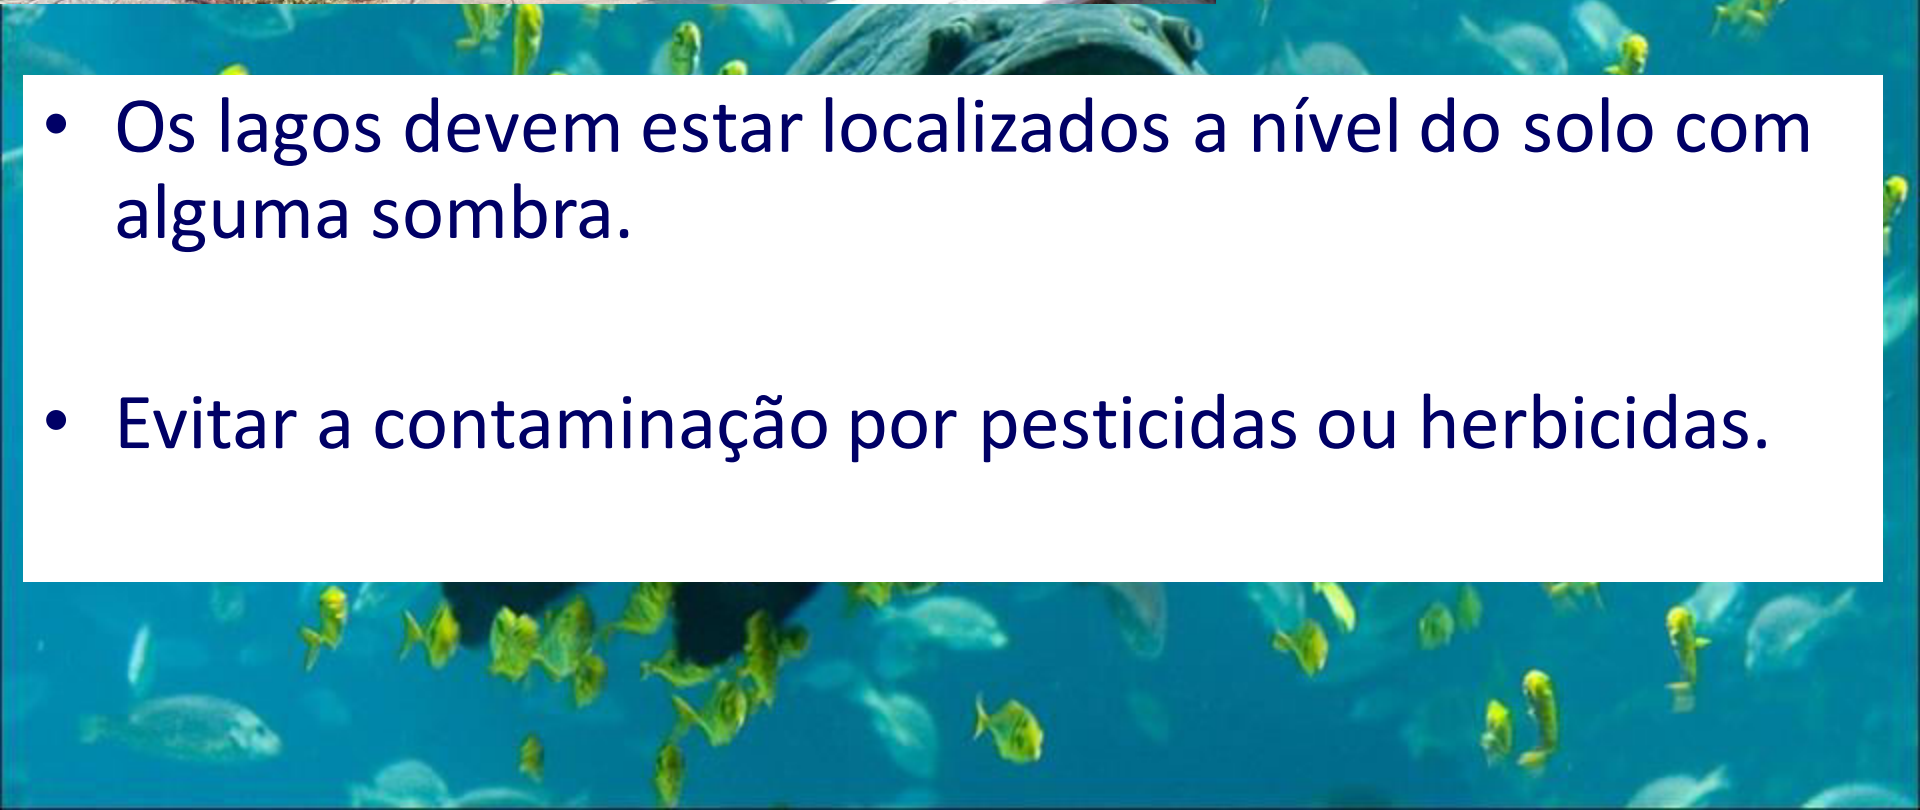 • Os lagos devem estar localizados a nível do solo com
alguma sombra.
• Evitar a contaminação por pesticidas ou herbicidas.